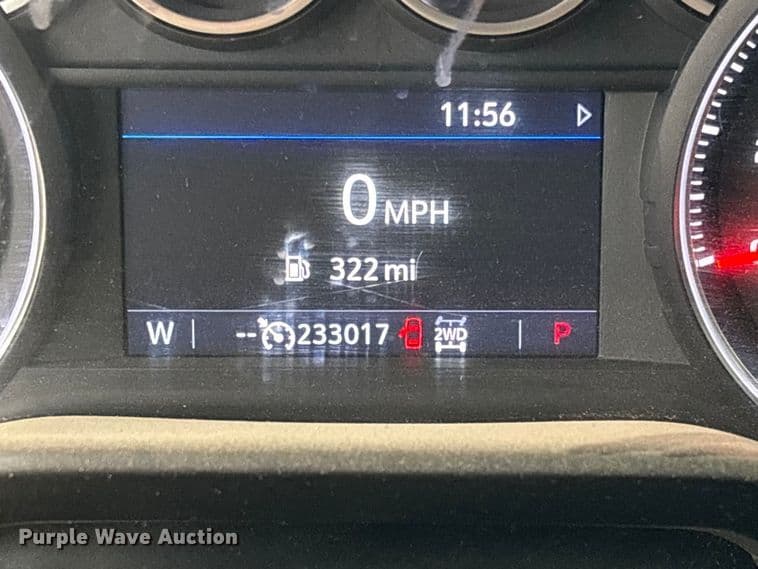 11:56
0 MPH
322 mi
W -- 233017 2WD P
Purple Wave Auction